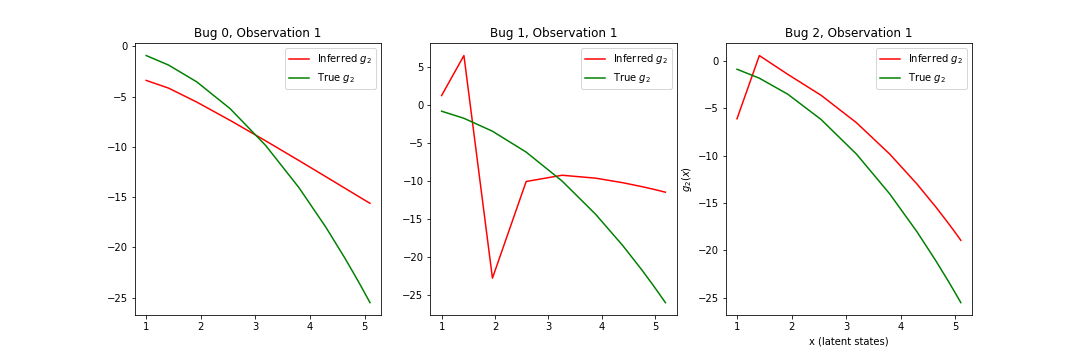 Bug 0, Observation 1
Inferred g₂
True g₂
0
−5
−10
−15
−20
−25
1 2 3 4 5
Bug 1, Observation 1
Inferred g₂
True g₂
5
0
−5
−10
−15
−20
−25
1 2 3 4 5
Bug 2, Observation 1
Inferred g₂
True g₂
g₂(x)
0
−5
−10
−15
−20
−25
1 2 3 4 5
x (latent states)